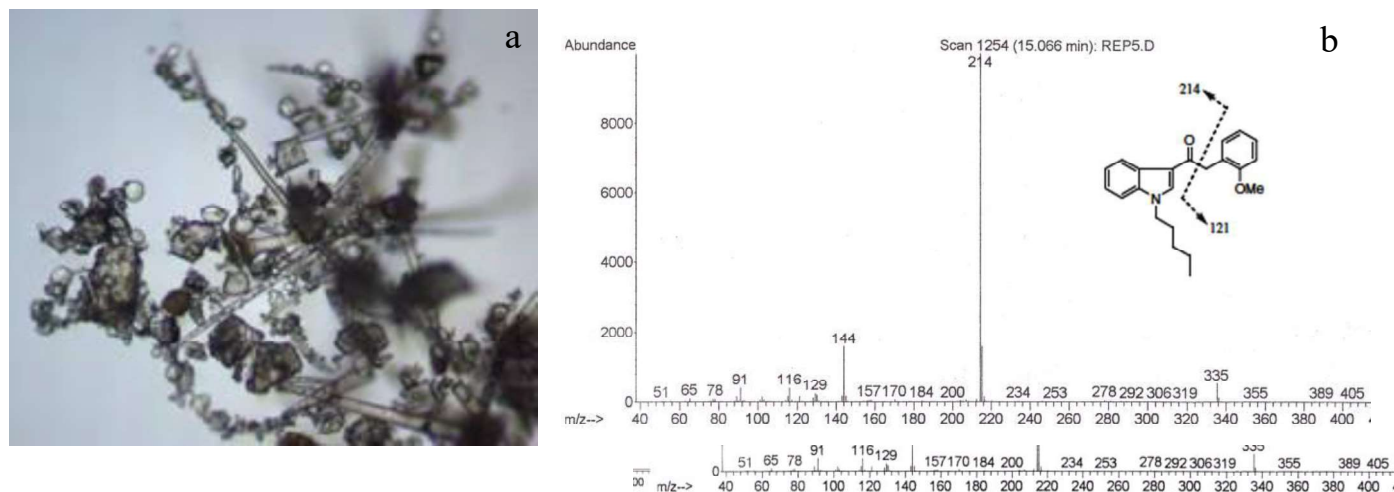 a
b
Abundance
Scan 1254 (15.066 min): REP5.D
214
8000
6000
4000
2000
0
214
O
OMe
N
121
144
51 65 78 91 116 129 157 170 184 200 234 253 278 292 306 319 335 355 389 405
m/z--> 40 60 80 100 120 140 160 180 200 220 240 260 280 300 320 340 360 380 400
0 51 65 78 91 116 129 157 170 184 200 234 253 278 292 306 319 355 389 405
m/z--> 40 60 80 100 120 140 160 180 200 220 240 260 280 300 320 340 360 380 400